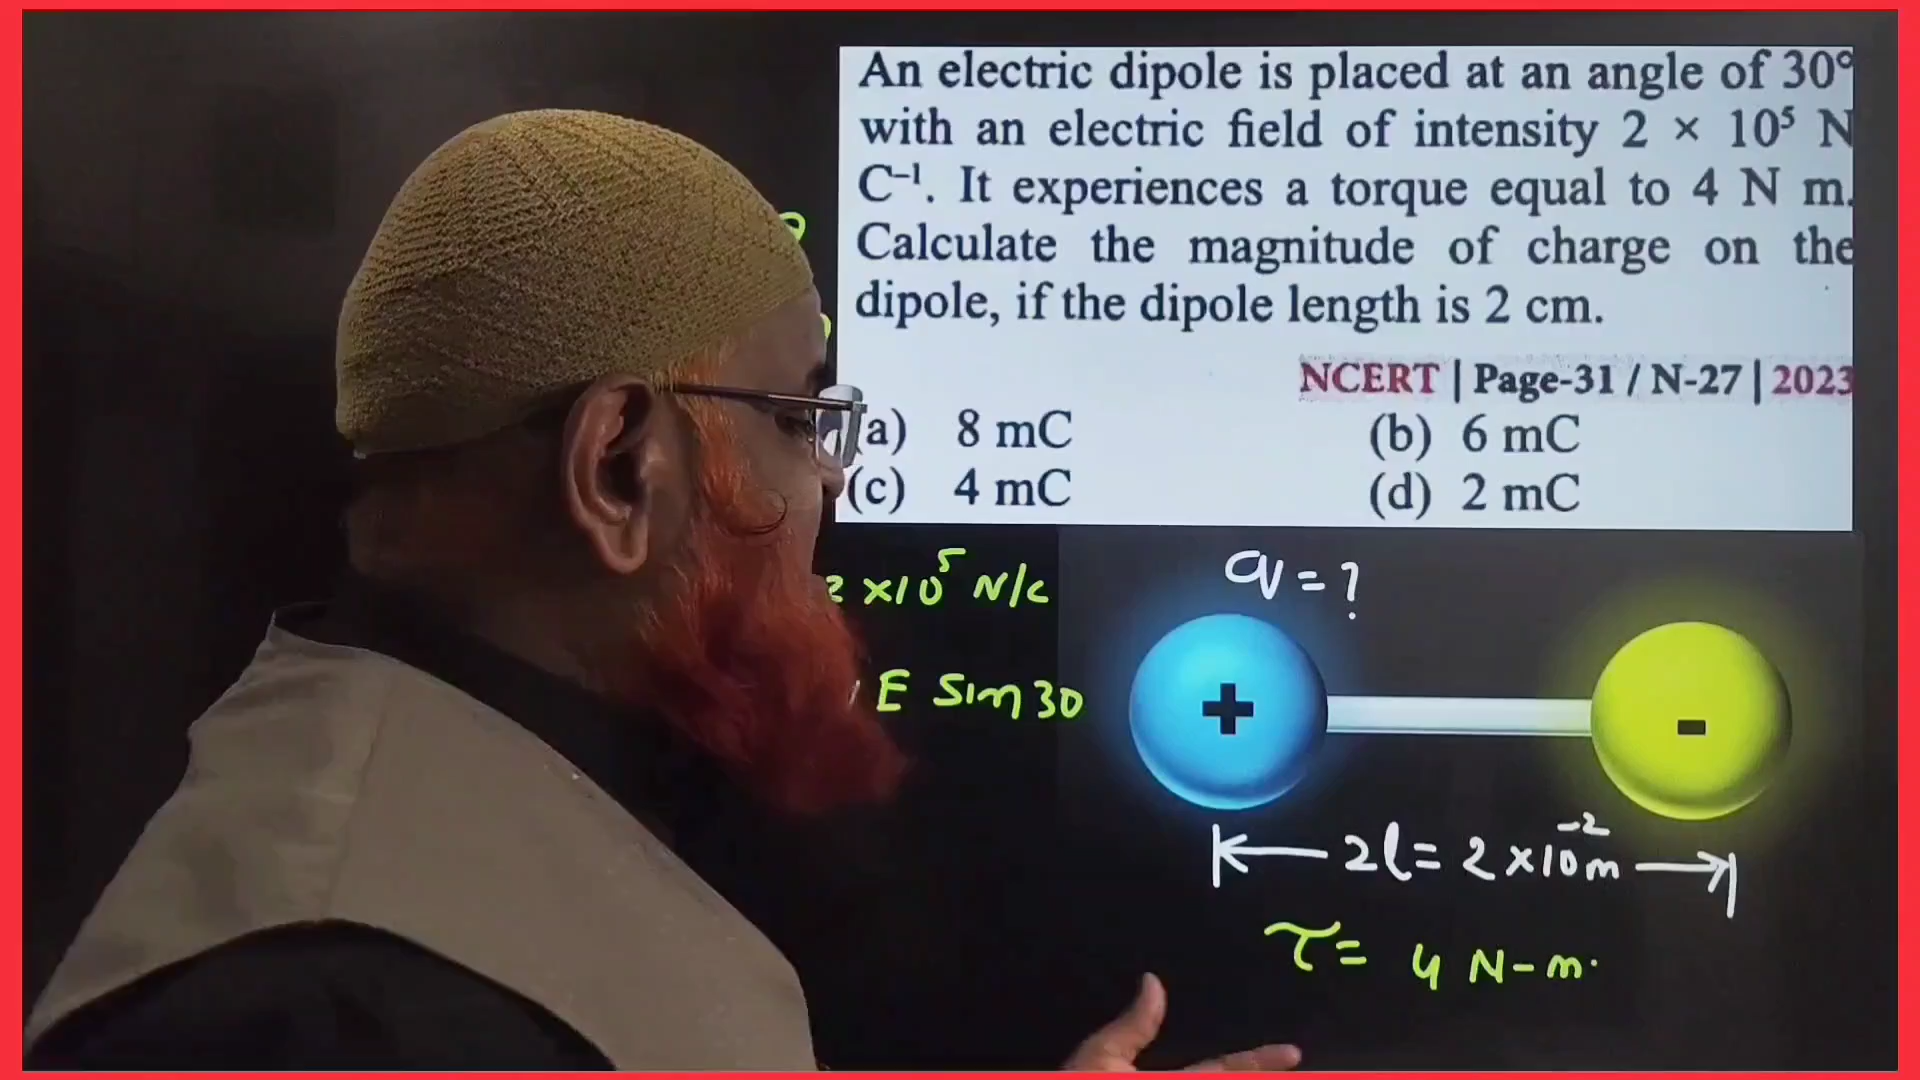 An electric dipole is placed at an angle of 30°
with an electric field of intensity 2 × 10⁵ N
C⁻¹. It experiences a torque equal to 4 N m.
Calculate the magnitude of charge on the
dipole, if the dipole length is 2 cm.
NCERT | Page-31 / N-27 | 2023
(a) 8 mC (b) 6 mC
(c) 4 mC (d) 2 mC
2 ×10⁵ N/C
q = ?
E Sin 30
+
-
2l = 2 × 10⁻² m
τ = 4 N-m.